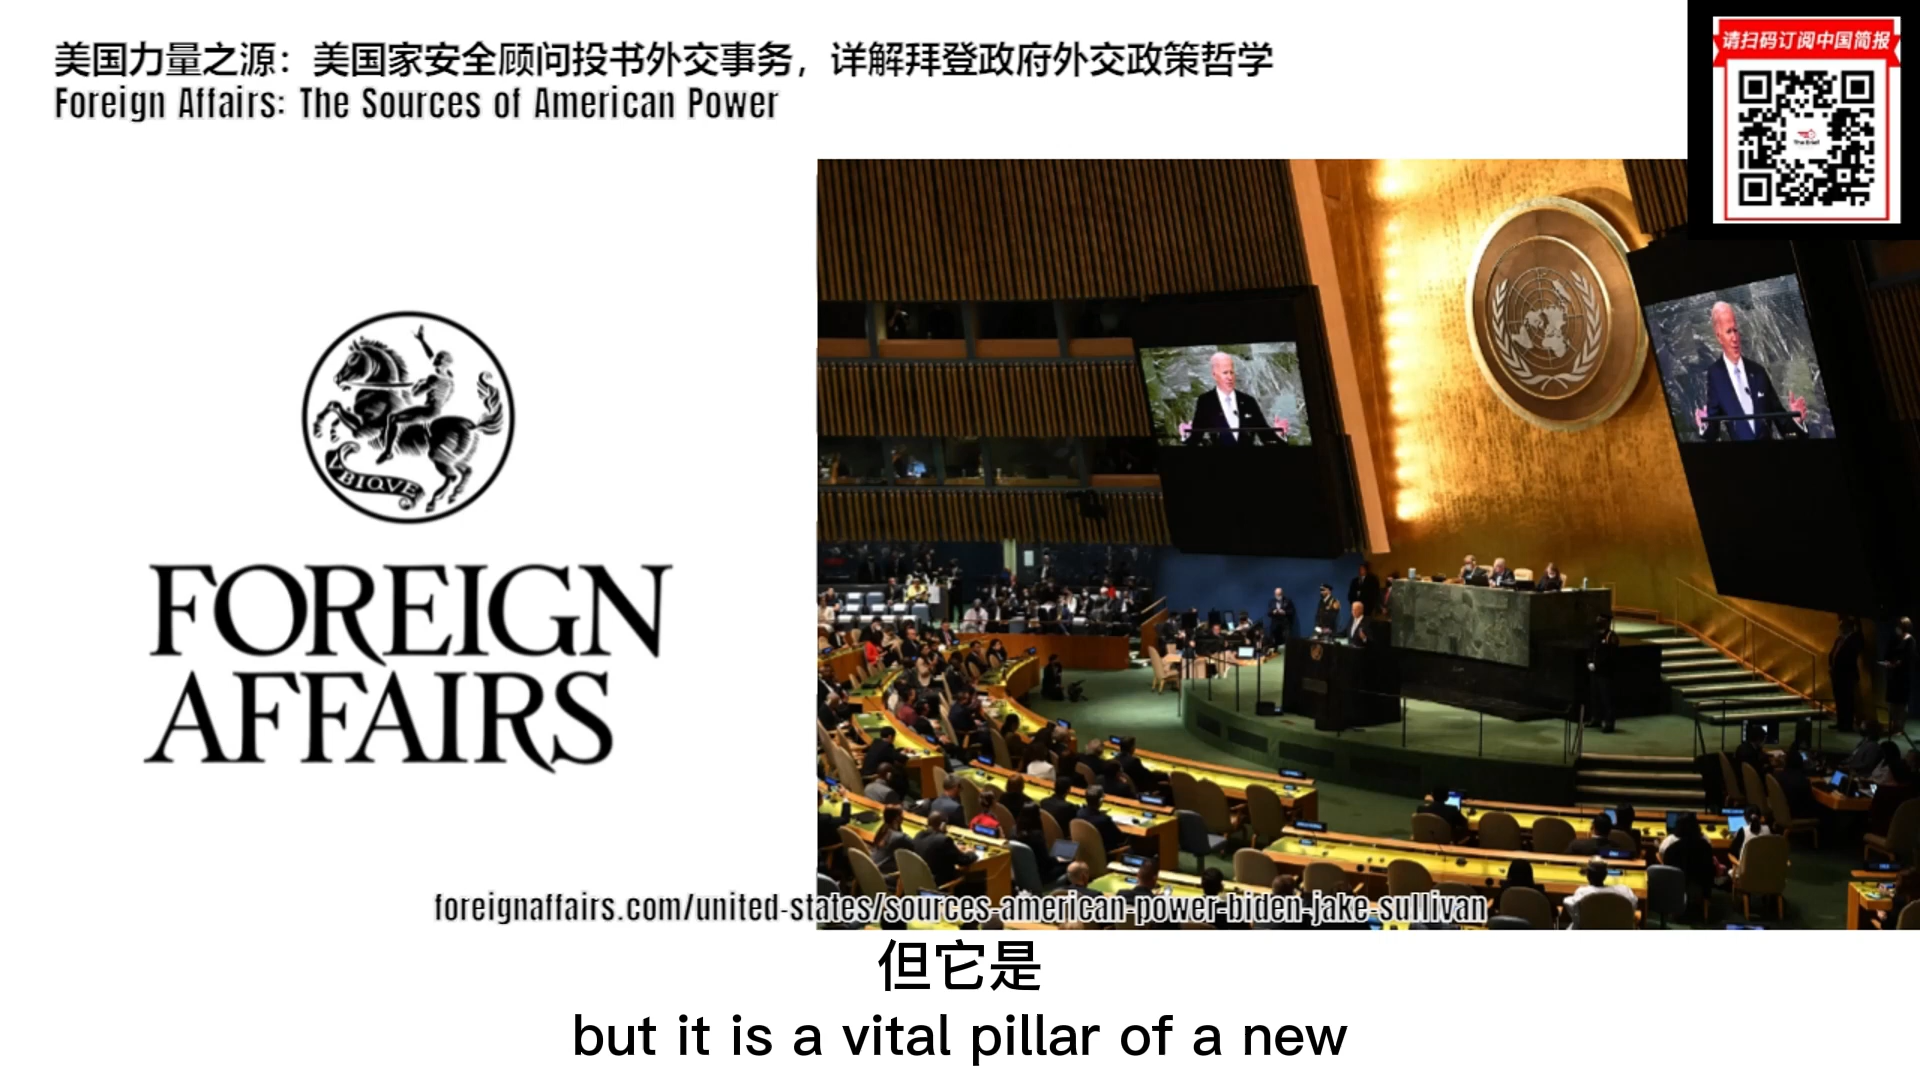 美国力量之源：美国家安全顾问投书外交事务，详解拜登政府外交政策哲学
Foreign Affairs: The Sources of American Power
请扫码订阅中国简报
VBIQVE
FOREIGN
AFFAIRS
foreignaffairs.com/united-states/sources-american-power-biden-jake-sullivan
但它是
but it is a vital pillar of a new